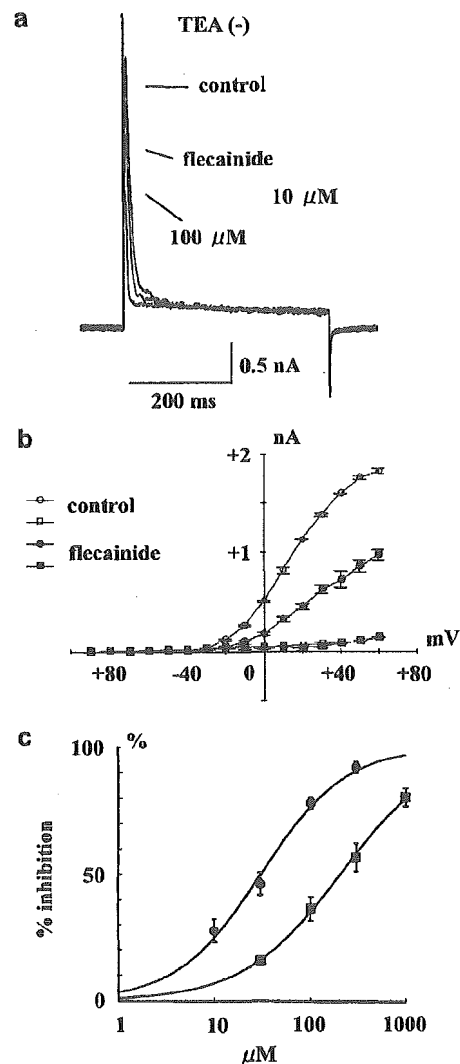 a
TEA (-)
control
flecainide
10 μM
100 μM
0.5 nA
200 ms
b
nA
+2
control
flecainide
+1
mV
+80 -40 0 +40 +80
c
%
100
% inhibition
50
0
1 10 100 1000
μM